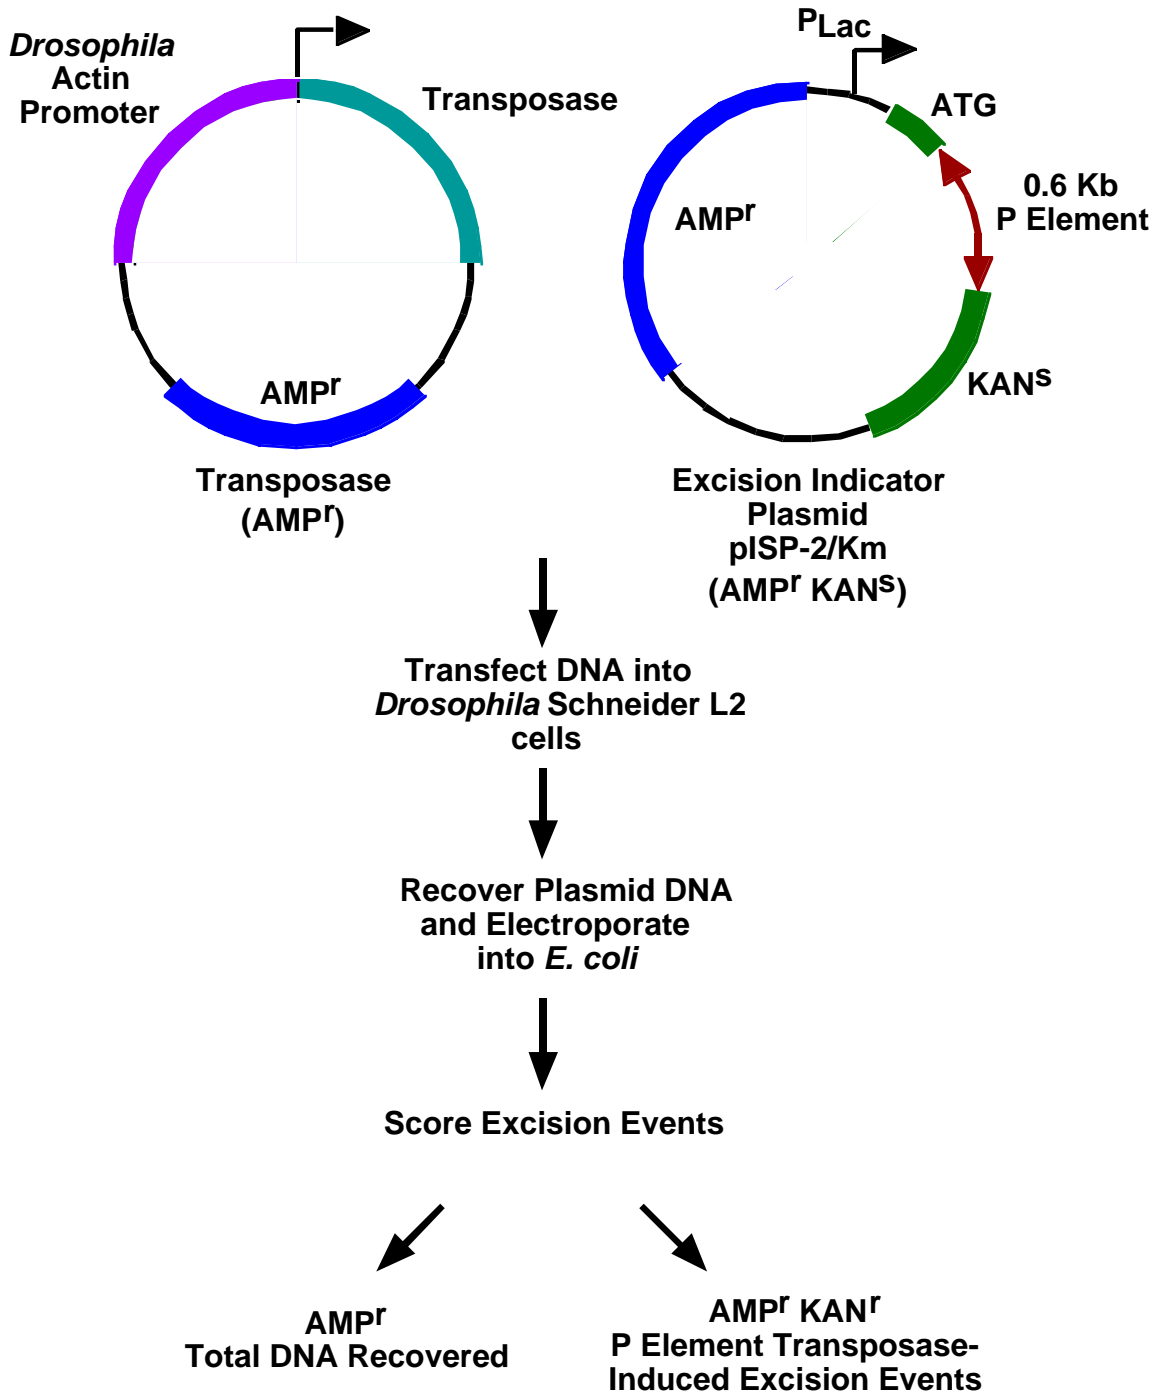 Drosophila
Actin
Promoter
Transposase
AMPr
Transposase
(AMPr)
PLac
ATG
0.6 Kb
P Element
AMPr
KANs
Excision Indicator
Plasmid
pISP-2/Km
(AMPr KANs)
Transfect DNA into
Drosophila Schneider L2
cells
Recover Plasmid DNA
and Electroporate
into E. coli
Score Excision Events
AMPr
Total DNA Recovered
AMPr KANr
P Element Transposase-
Induced Excision Events